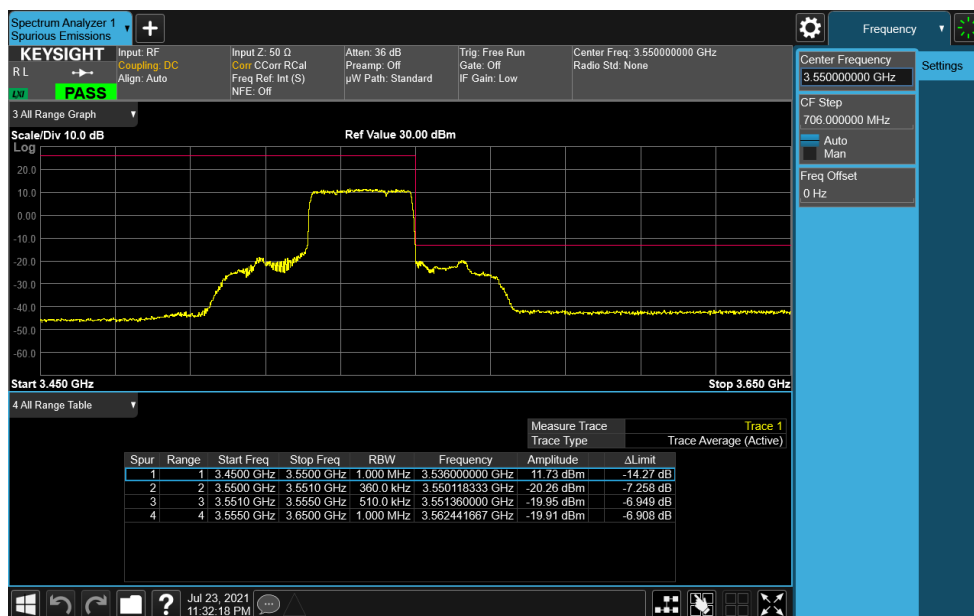 Spectrum Analyzer 1
Spurious Emissions
Frequency
KEYSIGHT
R L
LXI
PASS
Input: RF
Coupling: DC
Align: Auto
Input Z: 50 Ω
Corr CCorr RCal
Freq Ref: Int (S)
NFE: Off
Atten: 36 dB
Preamp: Off
µW Path: Standard
Trig: Free Run
Gate: Off
IF Gain: Low
Center Freq: 3.550000000 GHz
Radio Std: None
Center Frequency
3.550000000 GHz
Settings
CF Step
706.000000 MHz
Auto
Man
Freq Offset
0 Hz
3 All Range Graph
Scale/Div 10.0 dB
Ref Value 30.00 dBm
Log
20.0
10.0
0.00
-10.0
-20.0
-30.0
-40.0
-50.0
-60.0
Start 3.450 GHz
Stop 3.650 GHz
4 All Range Table
Measure Trace Trace 1
Trace Type Trace Average (Active)
Spur Range Start Freq Stop Freq RBW Frequency Amplitude ΔLimit
1 1 3.4500 GHz 3.5500 GHz 1.000 MHz 3.536000000 GHz 11.73 dBm -14.27 dB
2 2 3.5500 GHz 3.5510 GHz 360.0 kHz 3.550118333 GHz -20.26 dBm -7.258 dB
3 3 3.5510 GHz 3.5550 GHz 510.0 kHz 3.551360000 GHz -19.95 dBm -6.949 dB
4 4 3.5550 GHz 3.6500 GHz 1.000 MHz 3.562441667 GHz -19.91 dBm -6.908 dB
?
Jul 23, 2021
11:32:18 PM